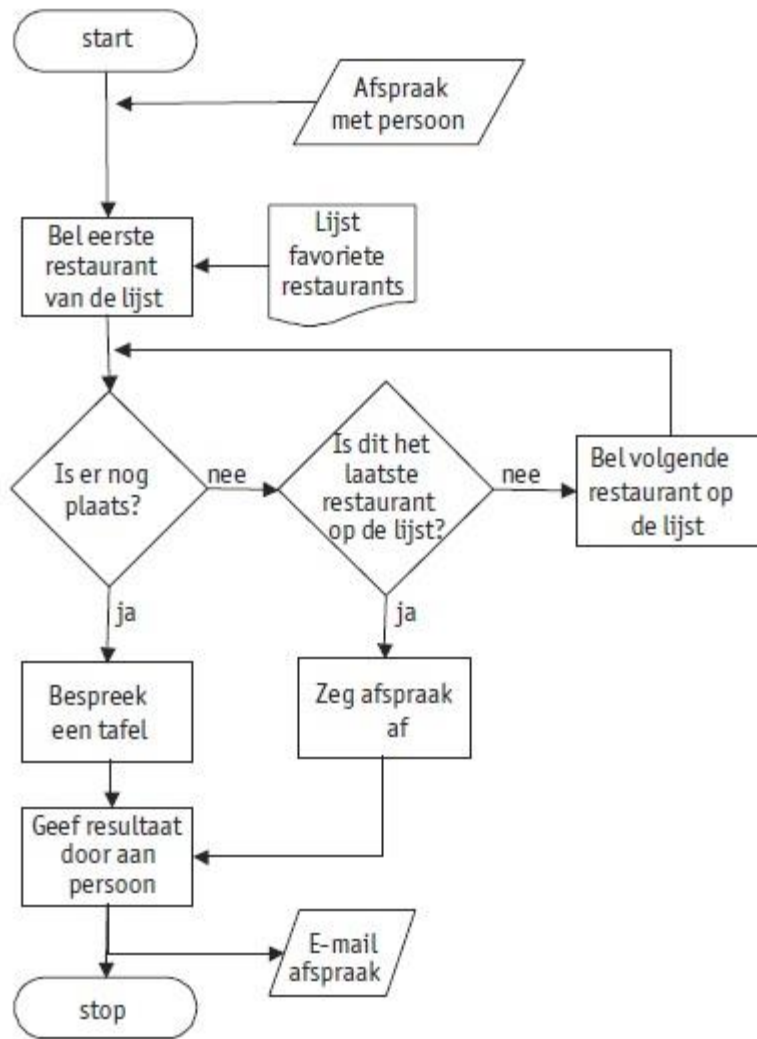 start
Afspraak
met persoon
Bel eerste
restaurant
van de lijst
Lijst
favoriete
restaurants
Is er nog
plaats?
nee
Is dit het
laatste
restaurant
op de lijst?
nee
Bel volgende
restaurant op
de lijst
ja
ja
Bespreek
een tafel
Zeg afspraak
af
Geef resultaat
door aan
persoon
E-mail
afspraak
stop